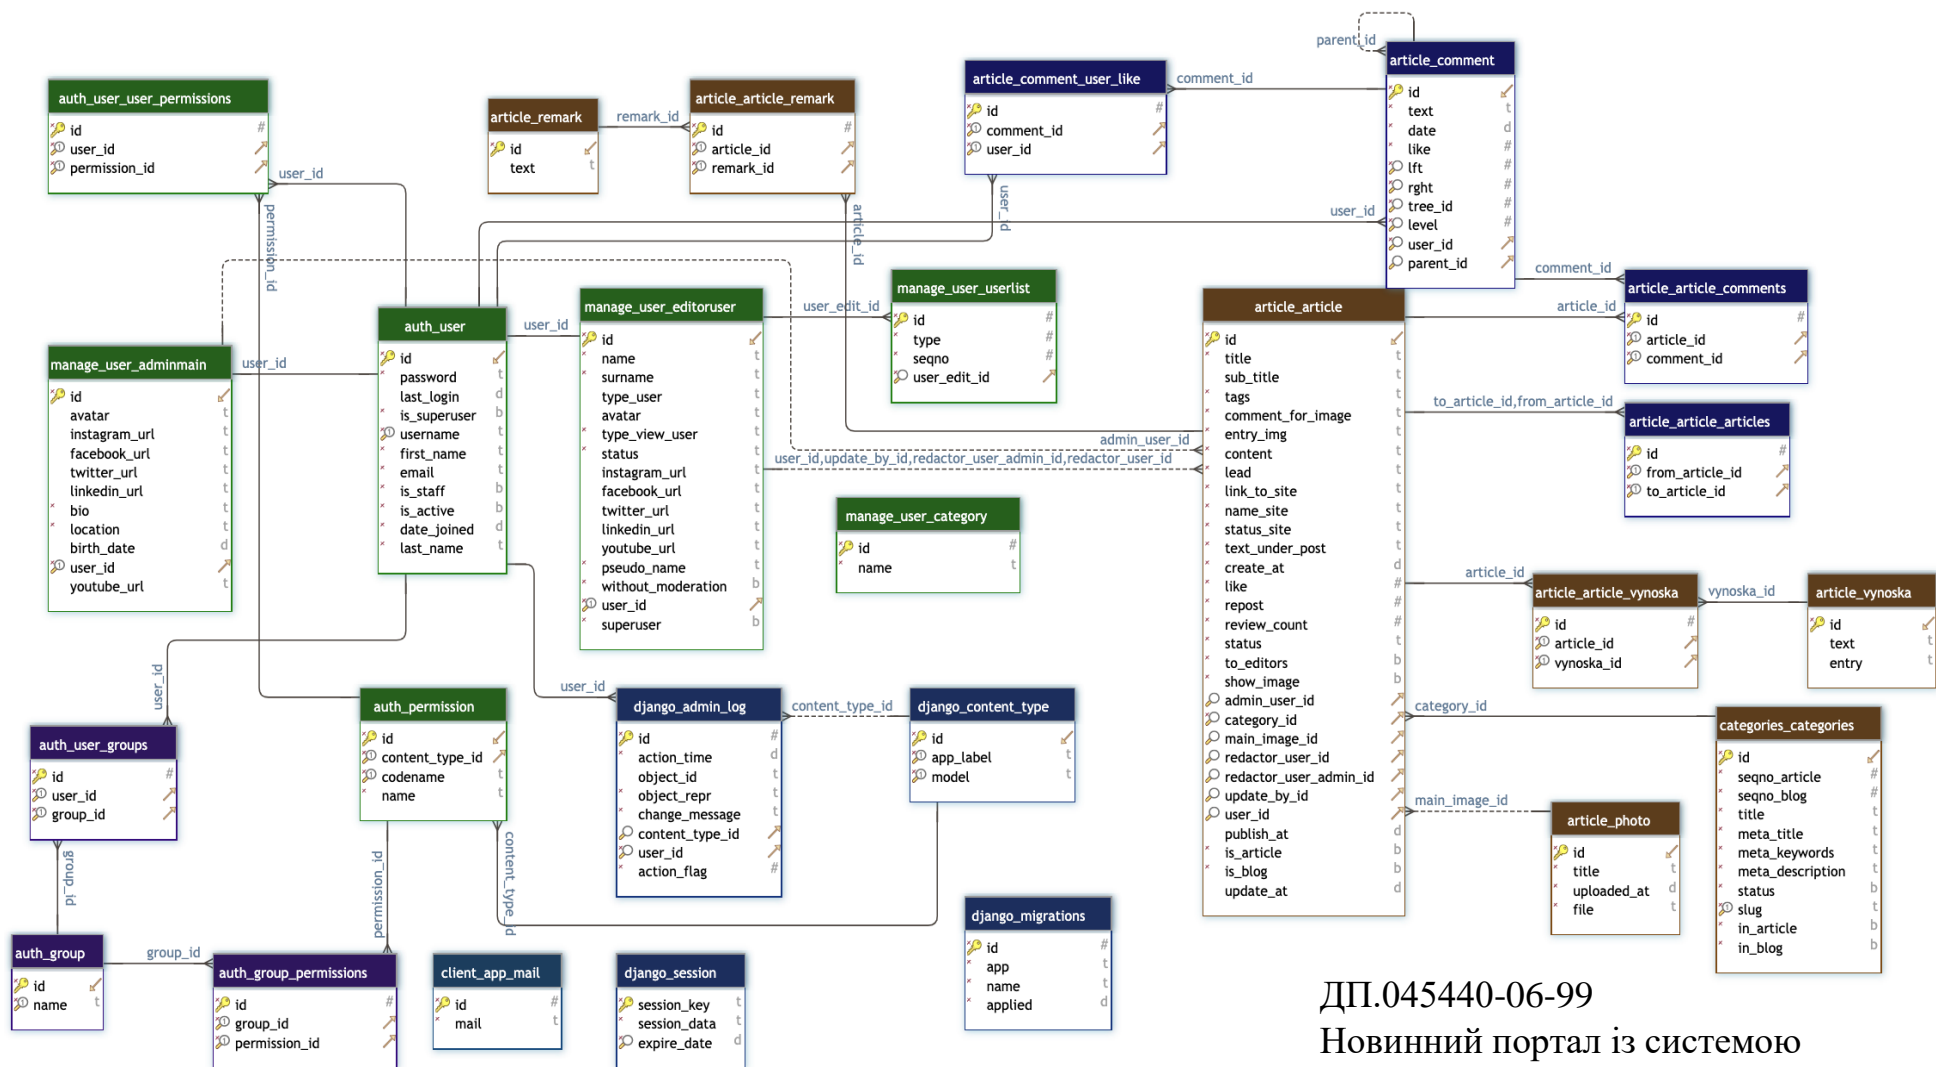 parent_id
article_comment
id
text t
date d
like #
lft #
rght #
tree_id #
level #
user_id
parent_id
article_comment_user_like
id #
comment_id
user_id
comment_id
user_id
user_id
auth_user_user_permissions
id #
user_id
permission_id
user_id
permission_id
article_remark
id
text t
remark_id
article_article_remark
id #
article_id
remark_id
article_id
comment_id
article_article_comments
id #
article_id
comment_id
article_id
manage_user_userlist
id #
type #
seqno #
user_edit_id
user_edit_id
manage_user_editoruser
id
name t
surname t
type_user t
avatar t
type_view_user t
status t
instagram_url t
facebook_url t
twitter_url t
linkedin_url t
youtube_url t
pseudo_name t
without_moderation b
user_id
superuser b
user_id
auth_user
id
password t
last_login d
is_superuser b
username t
first_name t
email t
is_staff b
is_active b
date_joined d
last_name t
user_id
manage_user_adminmain
id
avatar t
instagram_url t
facebook_url t
twitter_url t
linkedin_url t
bio t
location t
birth_date d
user_id
youtube_url t
article_article
id
title t
sub_title t
tags t
comment_for_image t
entry_img t
content t
lead t
link_to_site t
name_site t
status_site t
text_under_post t
create_at d
like #
repost #
review_count #
status t
to_editors b
show_image b
admin_user_id
category_id
main_image_id
redactor_user_id
redactor_user_admin_id
update_by_id
user_id
publish_at d
is_article b
is_blog b
update_at d
admin_user_id
user_id,update_by_id,redactor_user_admin_id,redactor_user_id
to_article_id,from_article_id
article_article_articles
id #
from_article_id
to_article_id
manage_user_category
id #
name t
article_id
article_article_vynoska
id #
article_id
vynoska_id
vynoska_id
article_vynoska
id
text t
entry t
category_id
categories_categories
id
seqno_article #
seqno_blog #
title t
meta_title t
meta_keywords t
meta_description t
status b
slug t
in_article b
in_blog b
main_image_id
article_photo
id
title t
uploaded_at d
file t
user_id
auth_user_groups
id #
user_id
group_id
group_id
auth_permission
id
content_type_id
codename t
name t
permission_id
content_type_id
user_id
django_admin_log
id #
action_time d
object_id t
object_repr t
change_message t
content_type_id
user_id
action_flag #
content_type_id
django_content_type
id
app_label t
model t
auth_group
id
name t
group_id
auth_group_permissions
id #
group_id
permission_id
client_app_mail
id #
mail t
django_session
session_key t
session_data t
expire_date d
django_migrations
id #
app t
name t
applied d
ДП.045440-06-99
Новинний портал із системою